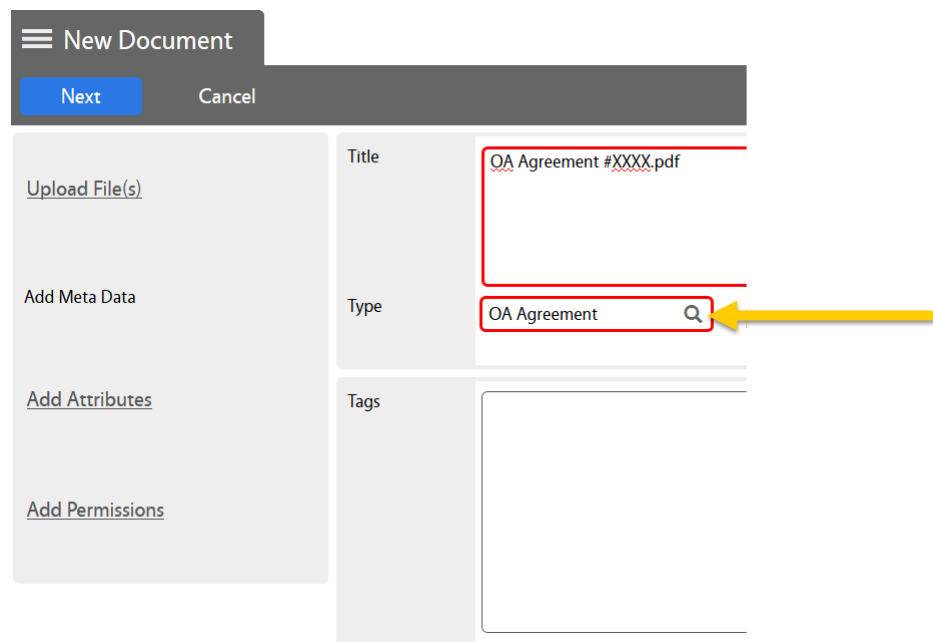 New Document
Next Cancel
Upload File(s)
Add Meta Data
Add Attributes
Add Permissions
Title
OA Agreement #XXXX.pdf
Type
OA Agreement
Tags